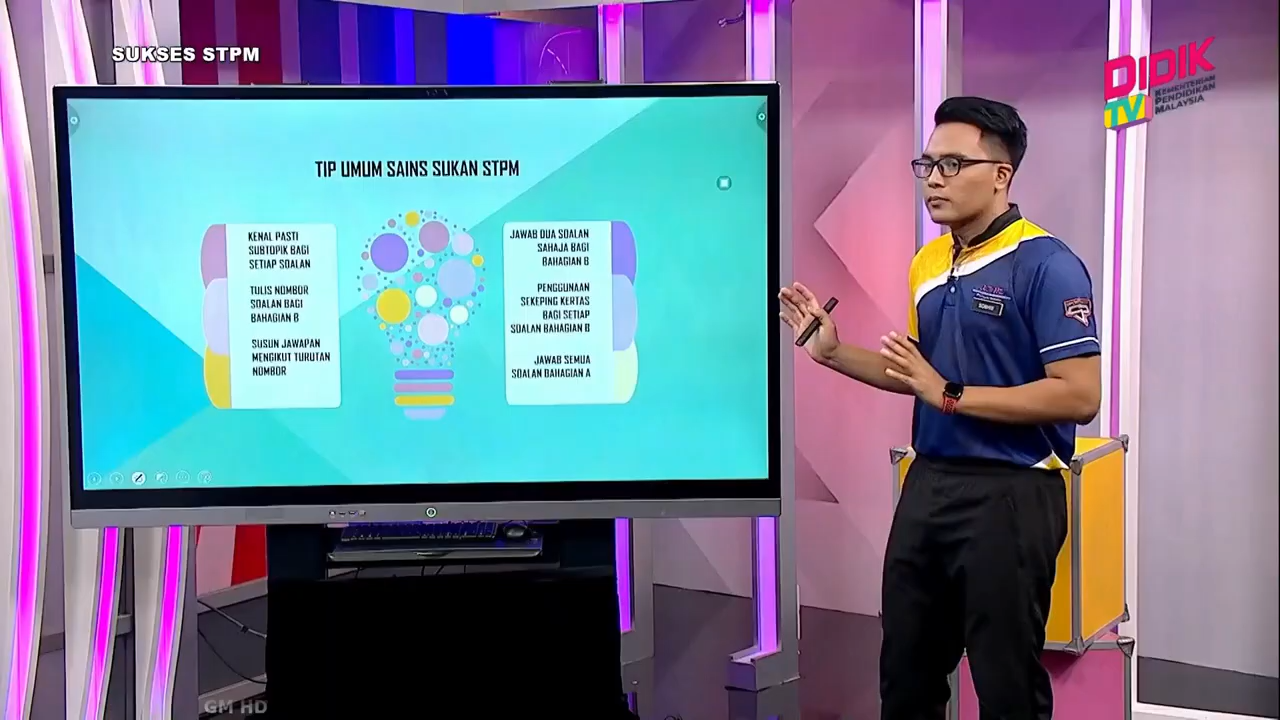 SUKSES STPM
DIDIK
TV
KEMENTERIAN
PENDIDIKAN
MALAYSIA
TIP UMUM SAINS SUKAN STPM
KENAL PASTI
SUBTOPIK BAGI
SETIAP SOALAN
TULIS NOMBOR
SOALAN BAGI
BAHAGIAN B
SUSUN JAWAPAN
MENGIKUT TURUTAN
NOMBOR
JAWAB DUA SOALAN
SAHAJA BAGI
BAHAGIAN B
PENGGUNAAN
SEKEPING KERTAS
BAGI SETIAP
SOALAN BAHAGIAN B
JAWAB SEMUA
SOALAN BAHAGIAN A
GM HD